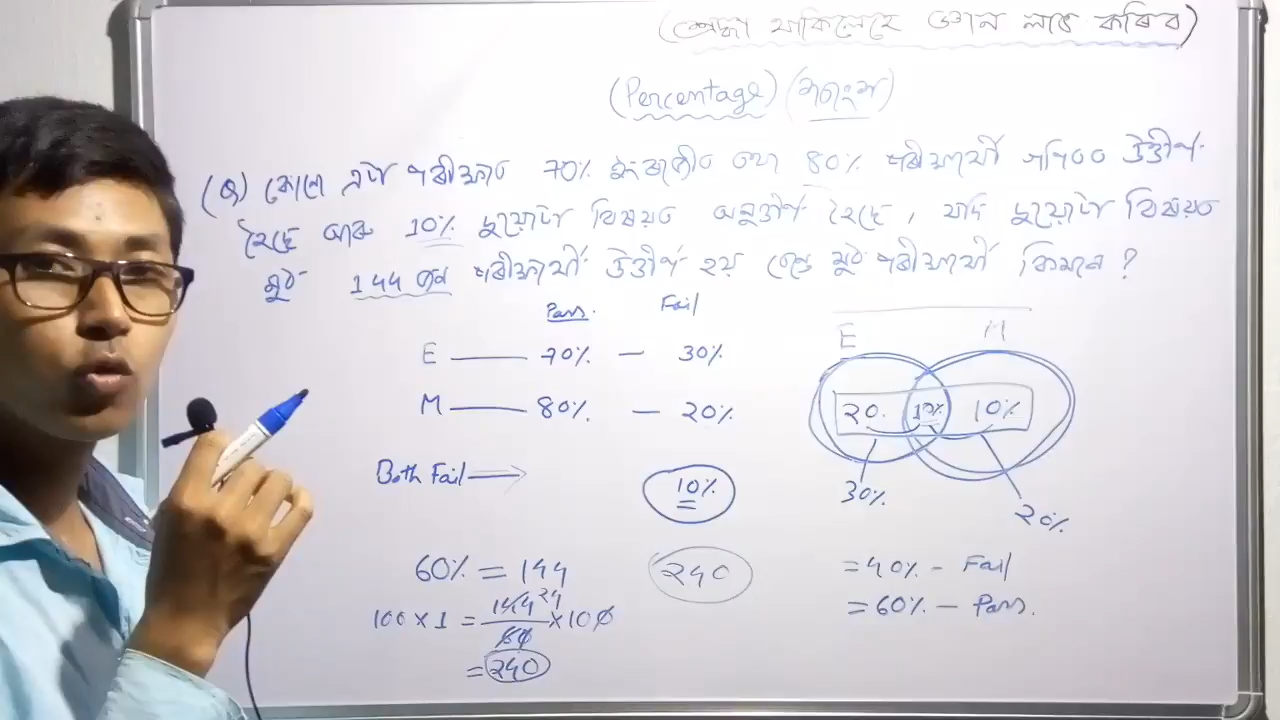 (শ্ৰদ্ধা থাকিলেহে জ্ঞান লাভ কৰিব)
(Percentage) (শতাংশ)
(Q) কোনো এটা পৰীক্ষাত 70% ইংৰাজীত আৰু 80% পৰীক্ষাৰ্থী গণিতত উত্তীৰ্ণ
হৈছে আৰু 10% দুয়োটা বিষয়ত অনুত্তীৰ্ণ হৈছে, যদি দুয়োটা বিষয়ত
মুঠ 144 জন পৰীক্ষাৰ্থী উত্তীৰ্ণ হয় তেন্তে মুঠ পৰীক্ষাৰ্থী কিমান ?
Pass. Fail
E — 70% — 30%
M — 80% — 20%
Both Fail → 10%
E M
20. 10% 10%
30% 20%
60% = 144
100 × 1 = 144 24 / 60 × 100
= 240
240
= 40% - Fail
= 60% - Pass.